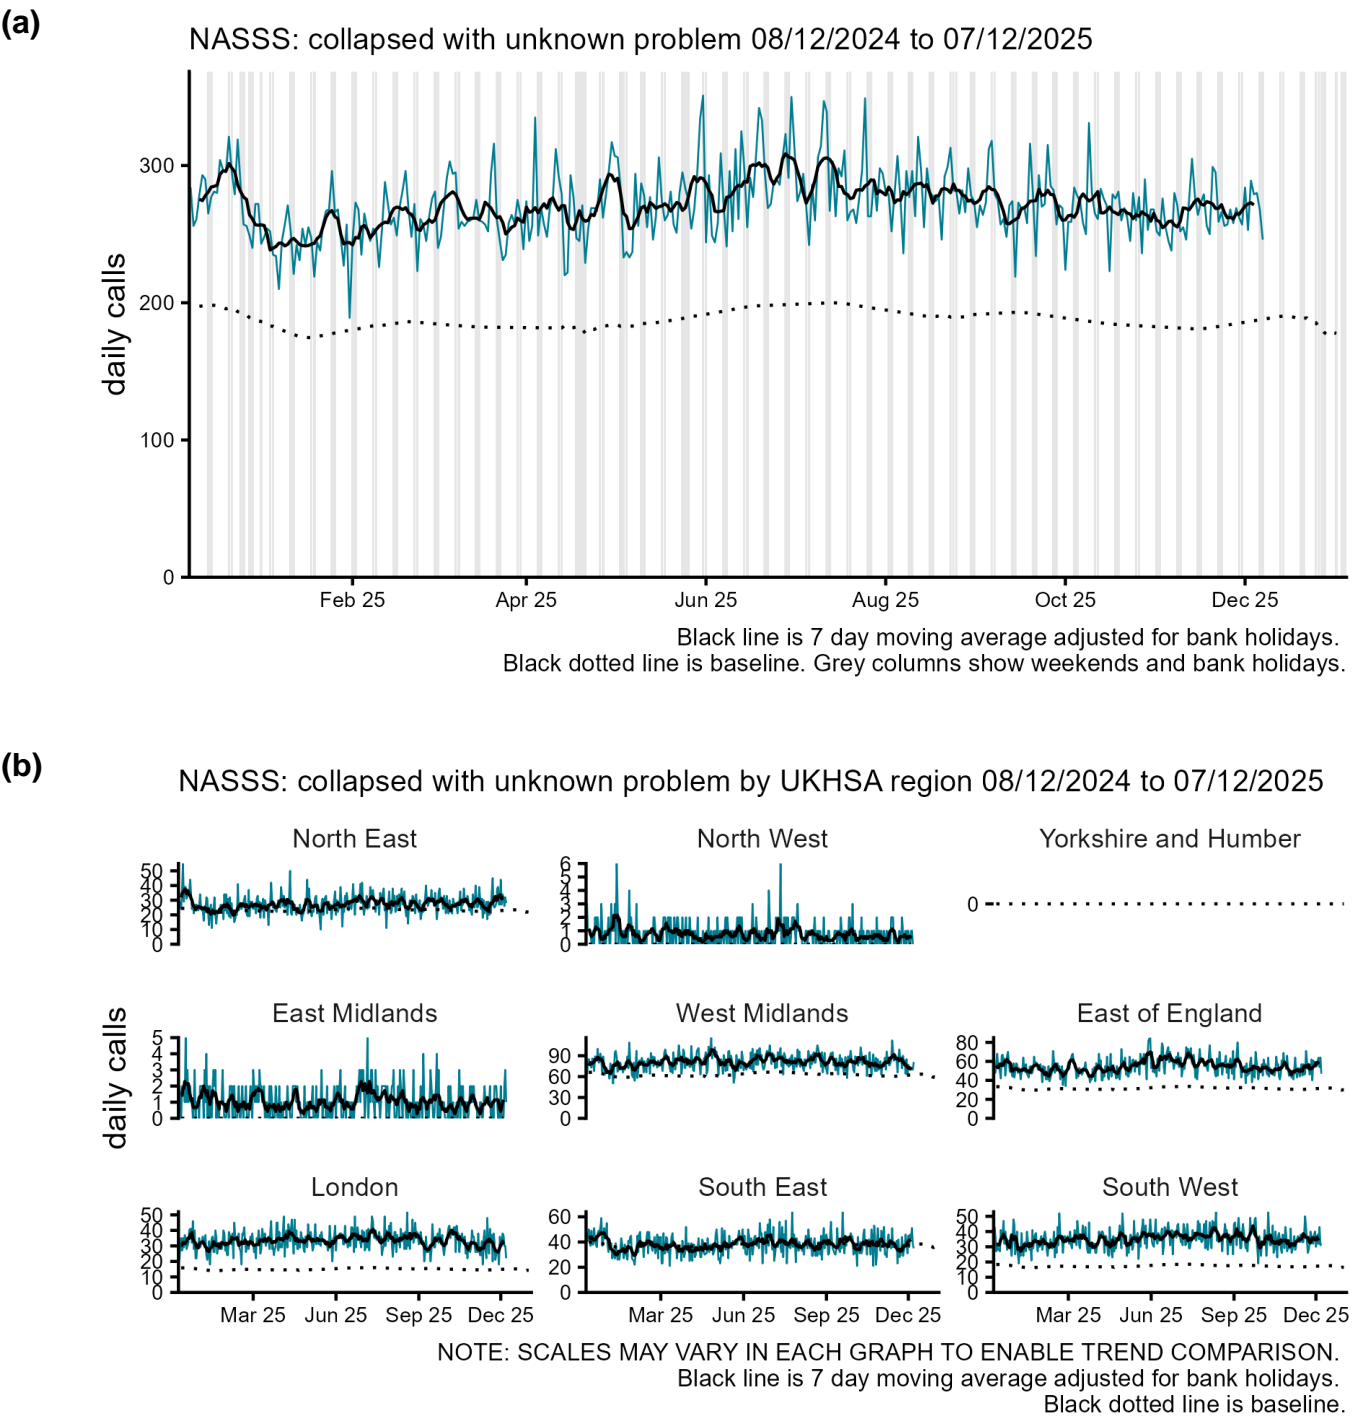 (a)
NASSS: collapsed with unknown problem 08/12/2024 to 07/12/2025
daily calls
300
200
100
0
Feb 25 Apr 25 Jun 25 Aug 25 Oct 25 Dec 25
Black line is 7 day moving average adjusted for bank holidays.
Black dotted line is baseline. Grey columns show weekends and bank holidays.
(b)
NASSS: collapsed with unknown problem by UKHSA region 08/12/2024 to 07/12/2025
daily calls
North East
50
40
30
20
10
0
North West
6
5
4
3
2
1
0
Yorkshire and Humber
0
East Midlands
5
4
3
2
1
0
West Midlands
90
60
30
0
East of England
80
60
40
20
0
London
50
40
30
20
10
0
Mar 25 Jun 25 Sep 25 Dec 25
South East
60
40
20
0
Mar 25 Jun 25 Sep 25 Dec 25
South West
50
40
30
20
10
0
Mar 25 Jun 25 Sep 25 Dec 25
NOTE: SCALES MAY VARY IN EACH GRAPH TO ENABLE TREND COMPARISON.
Black line is 7 day moving average adjusted for bank holidays.
Black dotted line is baseline.